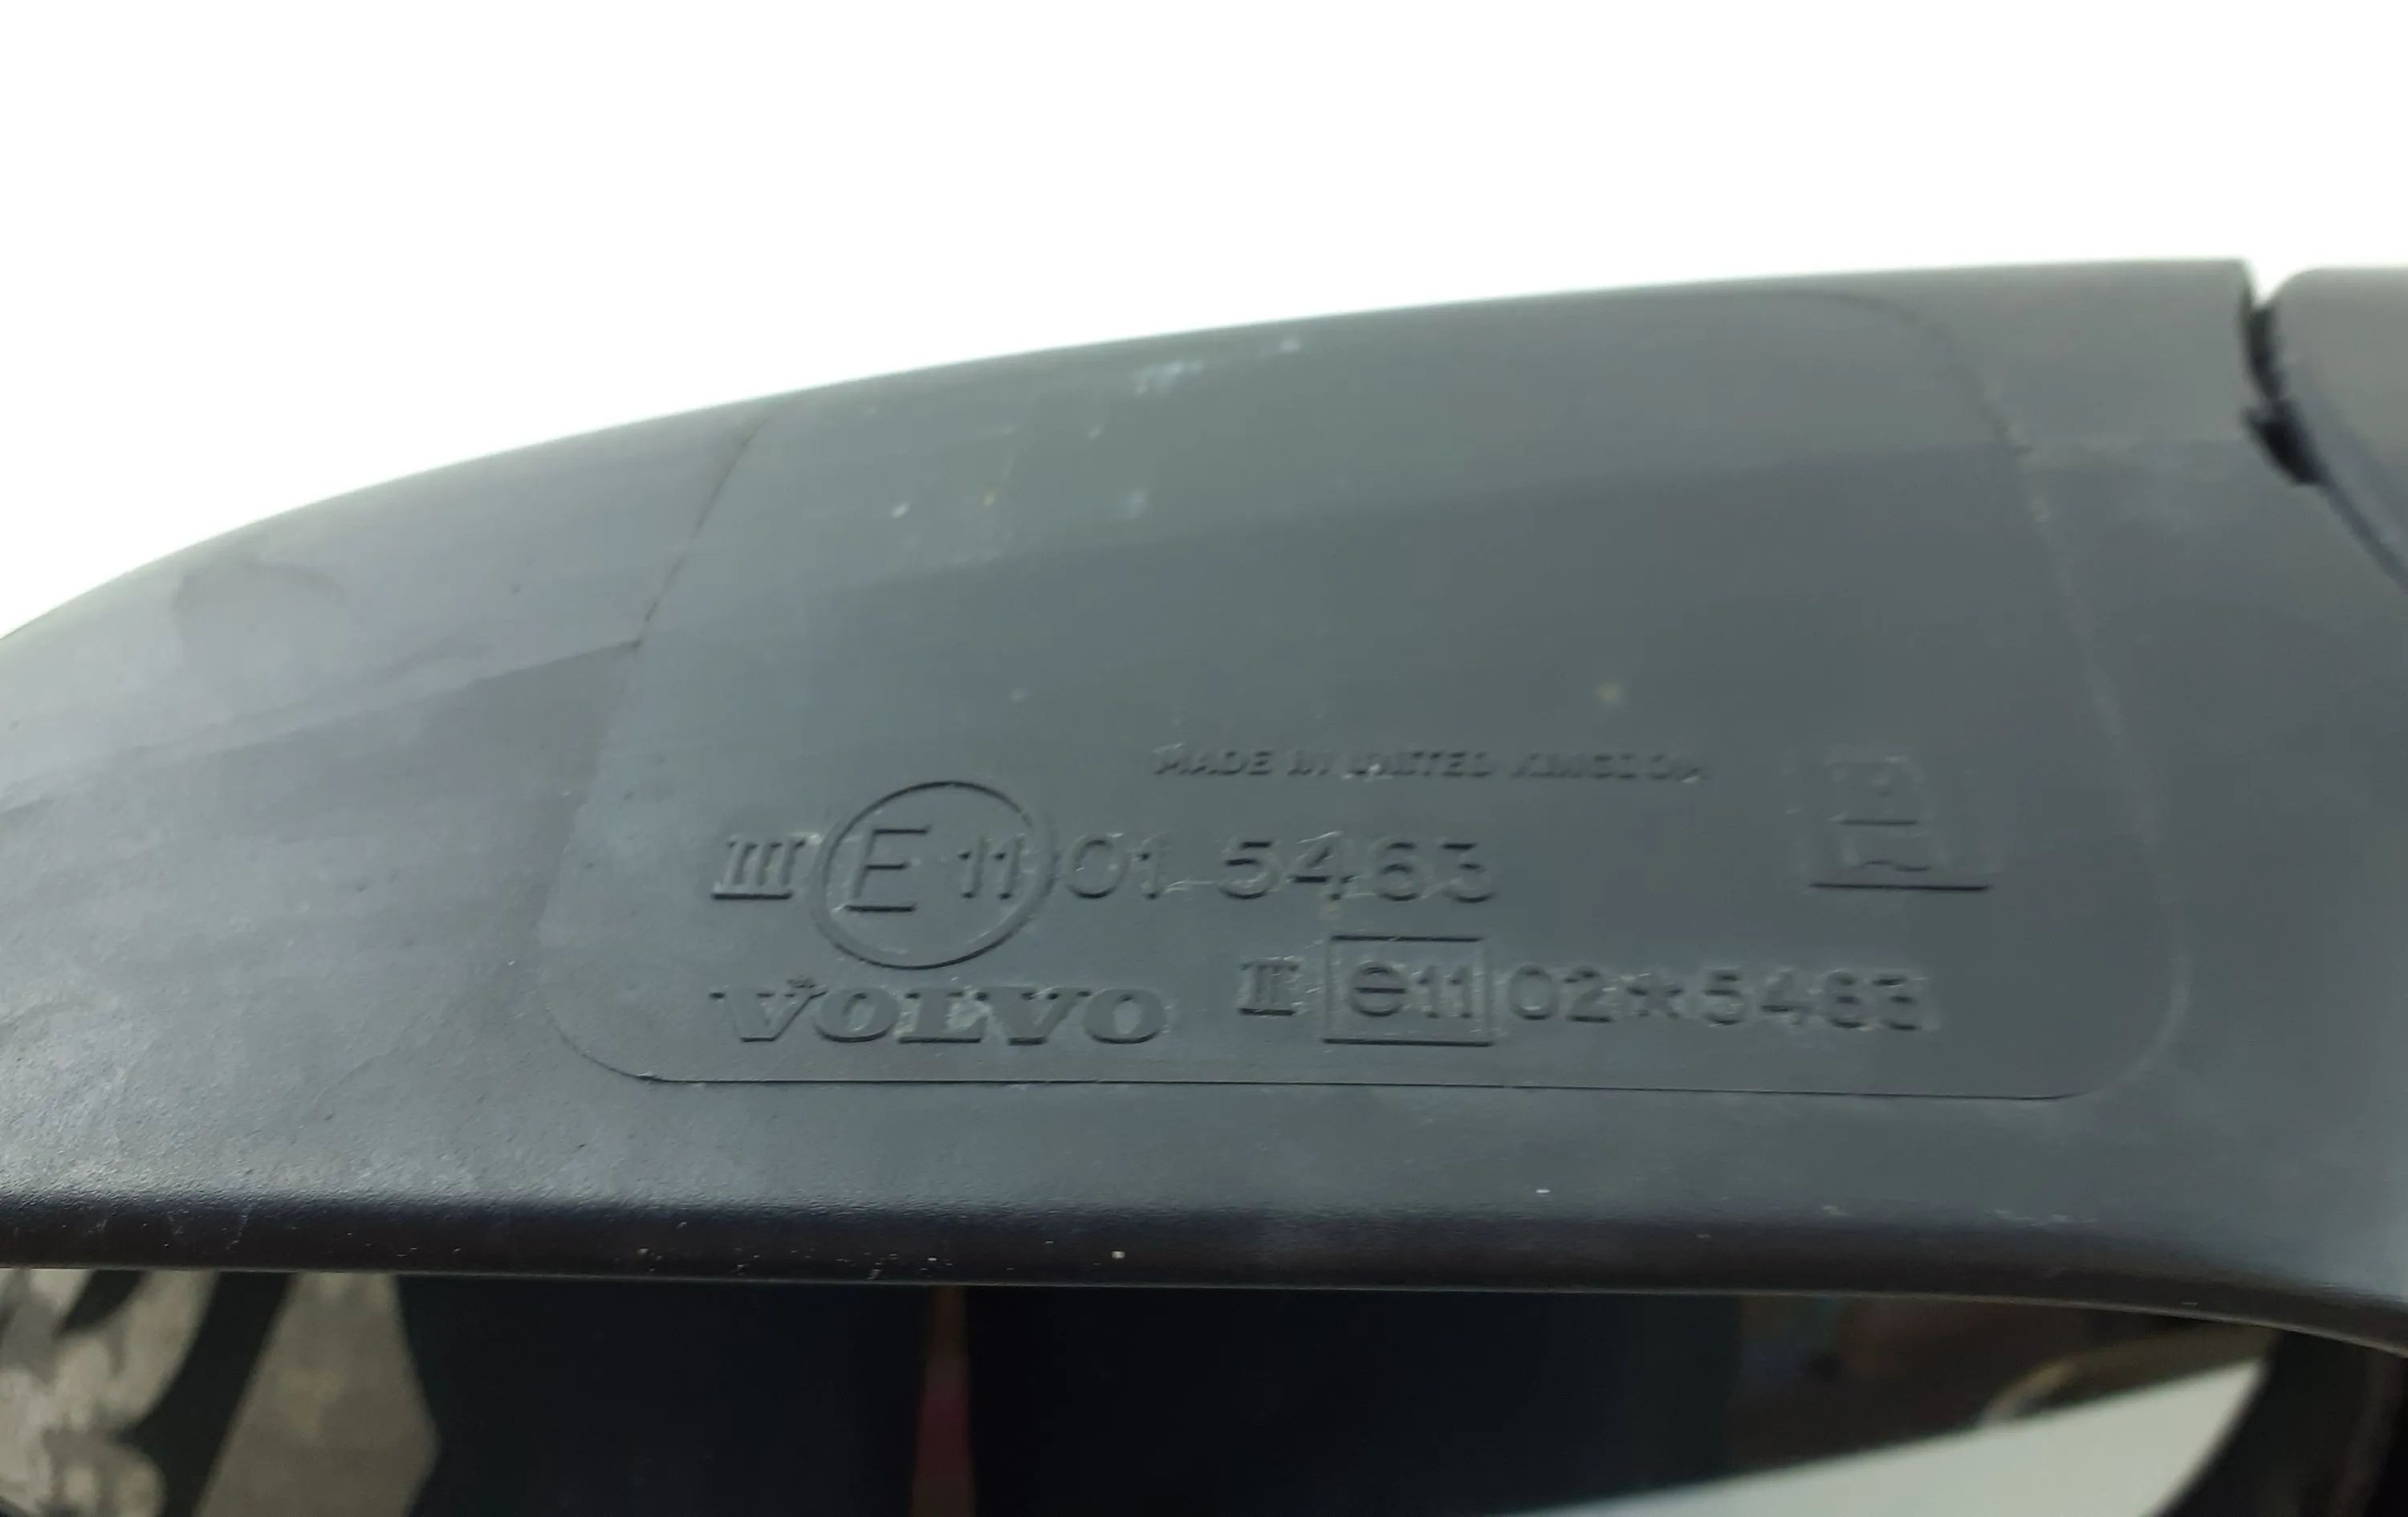 MADE IN UNITED KINGDOM
III E 11 01 5463
VOLVO
II e11 02*5463